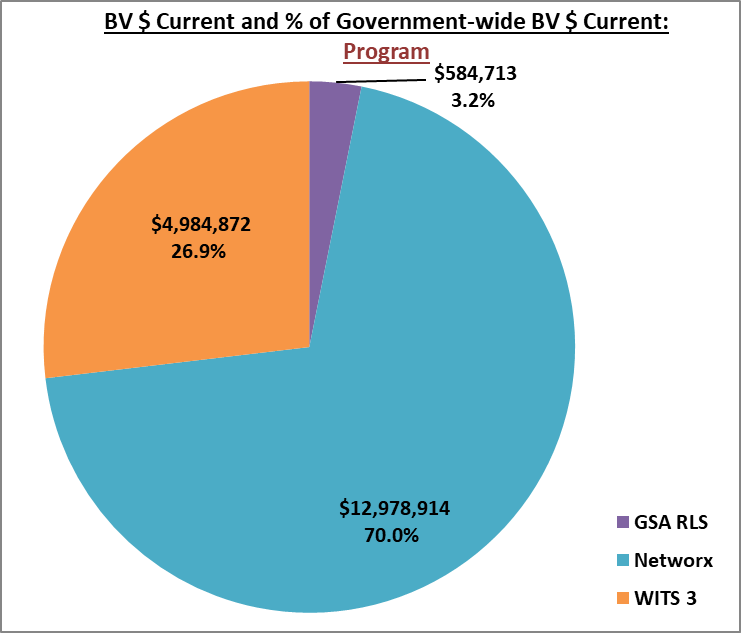 BV $ Current and % of Government-wide BV $ Current:
Program
$584,713
3.2%
$4,984,872
26.9%
$12,978,914
70.0%
GSA RLS
Networx
WITS 3